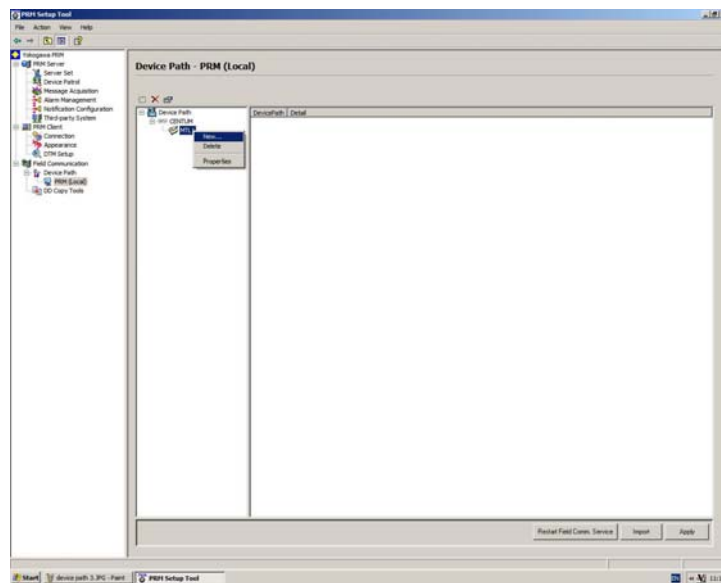 PRM Setup Tool
File Action View Help
Yokogawa PRM
PRM Server
Server Set
Device Patrol
Message Acquisition
Alarm Management
Notification Configuration
Third-party System
PRM Client
Connection
Appearance
DTM Setup
Field Communication
Device Path
PRM (Local)
DD Copy Tools
Device Path - PRM (Local)
Device Path
CENTUM
MTL
New...
Delete
Properties
DevicePath Detail
Restart Field Comm. Service Import Apply
Start device path 3.JPG - Paint PRM Setup Tool EN